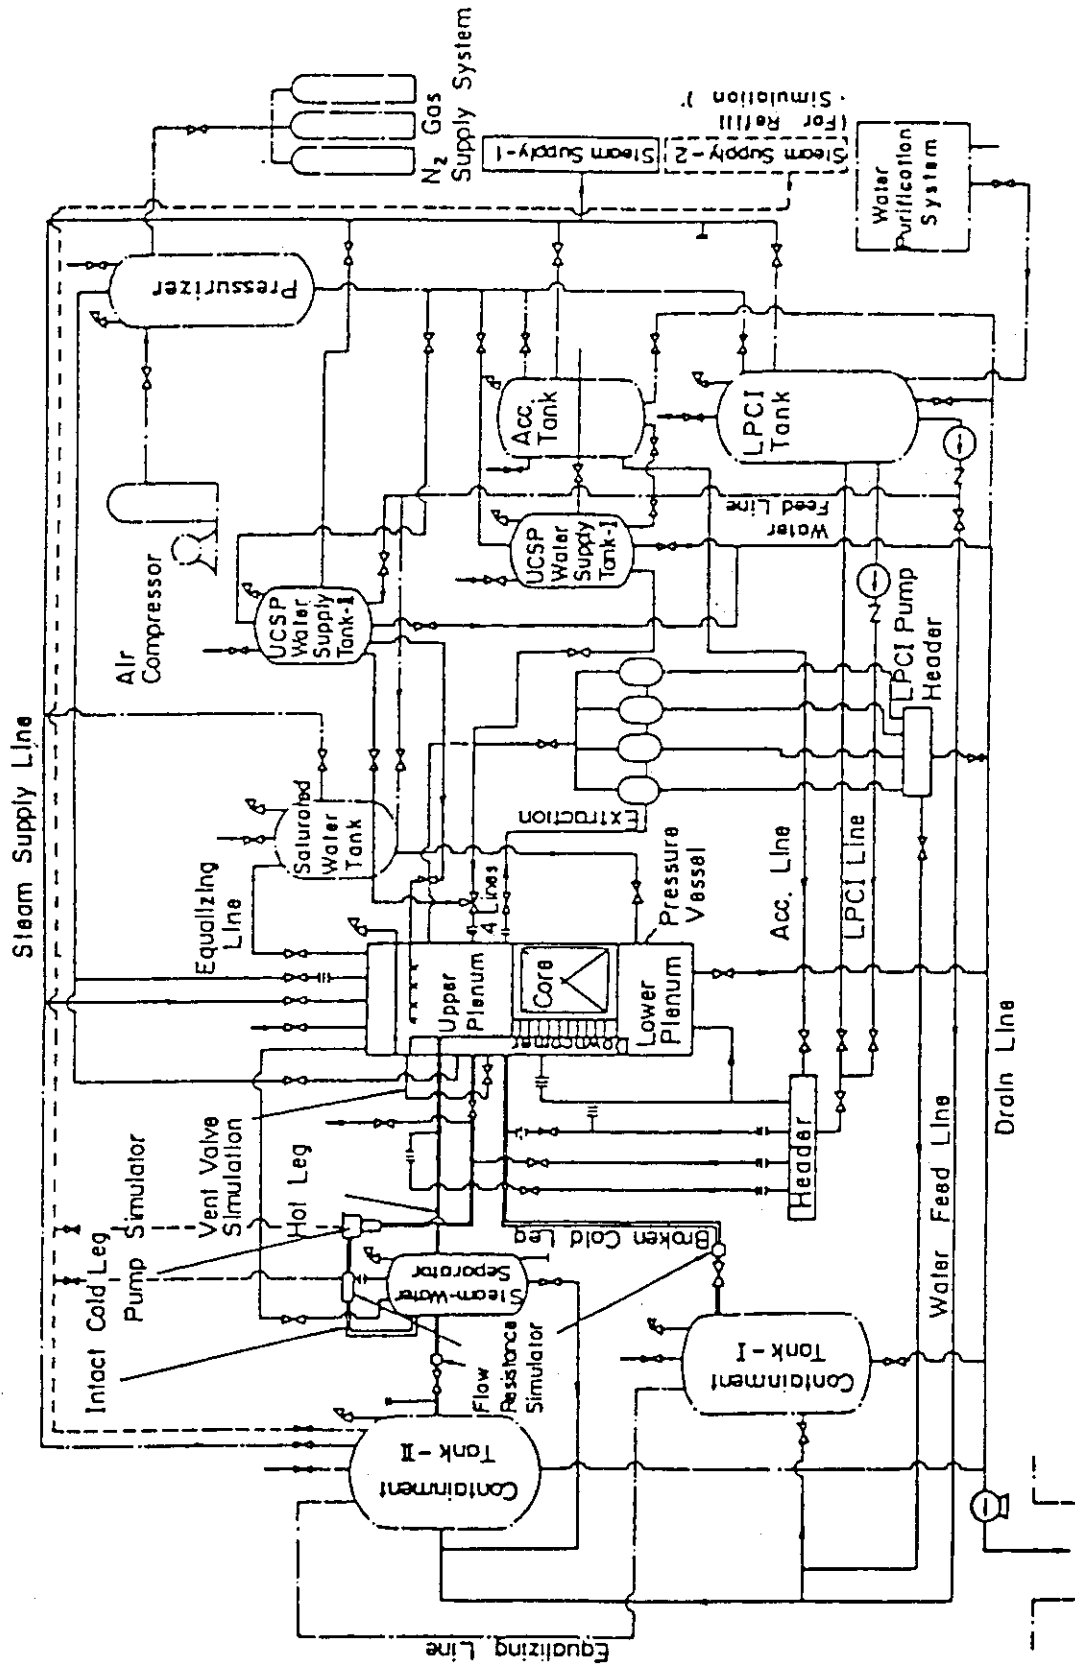 Steam Supply Line
N2 Gas
Supply System
Steam Supply-1
Steam Supply-2
(For Refill
Simulation)
Water
Purification
System
Pressurizer
Air
Compressor
Acc.
Tank
LPCI
Tank
UCSP
Water
Supply
Tank-II
UCSP
Water
Supply
Tank-I
Water
Feed Line
LPCI Pump
Header
Saturated
Water
Tank
Extraction
Equalizing
Line
4 Lines
Pressure
Vessel
Acc. Line
LPCI Line
Upper
Plenum
Core
Downcomer
Lower
Plenum
Header
Vent Valve
Simulation
Hot Leg
Pump Simulator
Intact Cold Leg
Steam-Water
Separator
Broken Cold
Leg
Flow
Resistance
Simulator
Containment
Tank-II
Containment
Tank-I
Water Feed Line
Drain Line
Equalizing Line